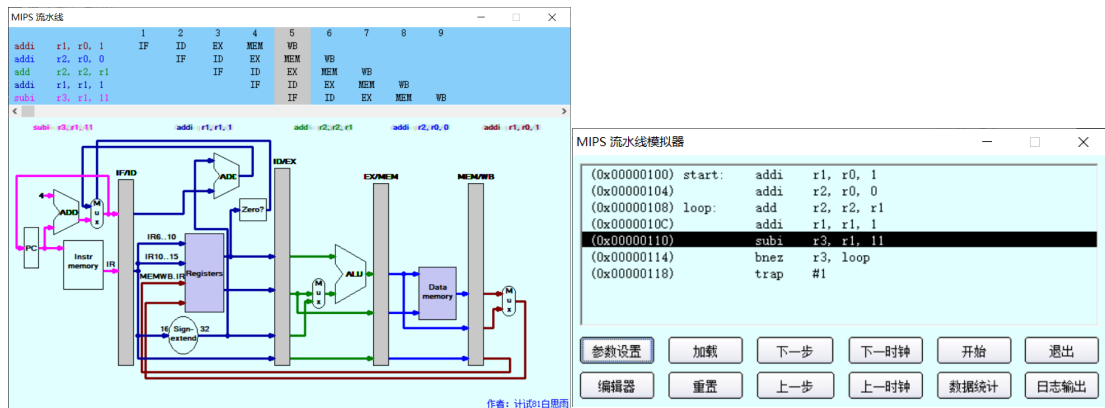 MIPS 流水线
1 2 3 4 5 6 7 8 9
addi r1, r0, 1 IF ID EX MEM WB
addi r2, r0, 0 IF ID EX MEM WB
add r2, r2, r1 IF ID EX MEM WB
addi r1, r1, 1 IF ID EX MEM WB
subi r3, r1, 11 IF ID EX MEM WB
subi r3,r1,11 addi r1,r1,1 add r2,r2,r1 addi r2,r0,0 addi r1,r0,1
IF/ID
ID/EX
EX/MEM
MEM/WB
ADD
4
ADD
Mux
Zero?
PC
Instr memory
IR
IR6..10
IR10..15
MEMWB.IR
Registers
Mux
ALU
Data memory
Mux
16
Sign-extend
32
作者：计试81白思雨
MIPS 流水线模拟器
(0x00000100) start: addi r1, r0, 1
(0x00000104) addi r2, r0, 0
(0x00000108) loop: add r2, r2, r1
(0x0000010C) addi r1, r1, 1
(0x00000110) subi r3, r1, 11
(0x00000114) bnez r3, loop
(0x00000118) trap #1
参数设置 加载 下一步 下一时钟 开始 退出
编辑器 重置 上一步 上一时钟 数据统计 日志输出